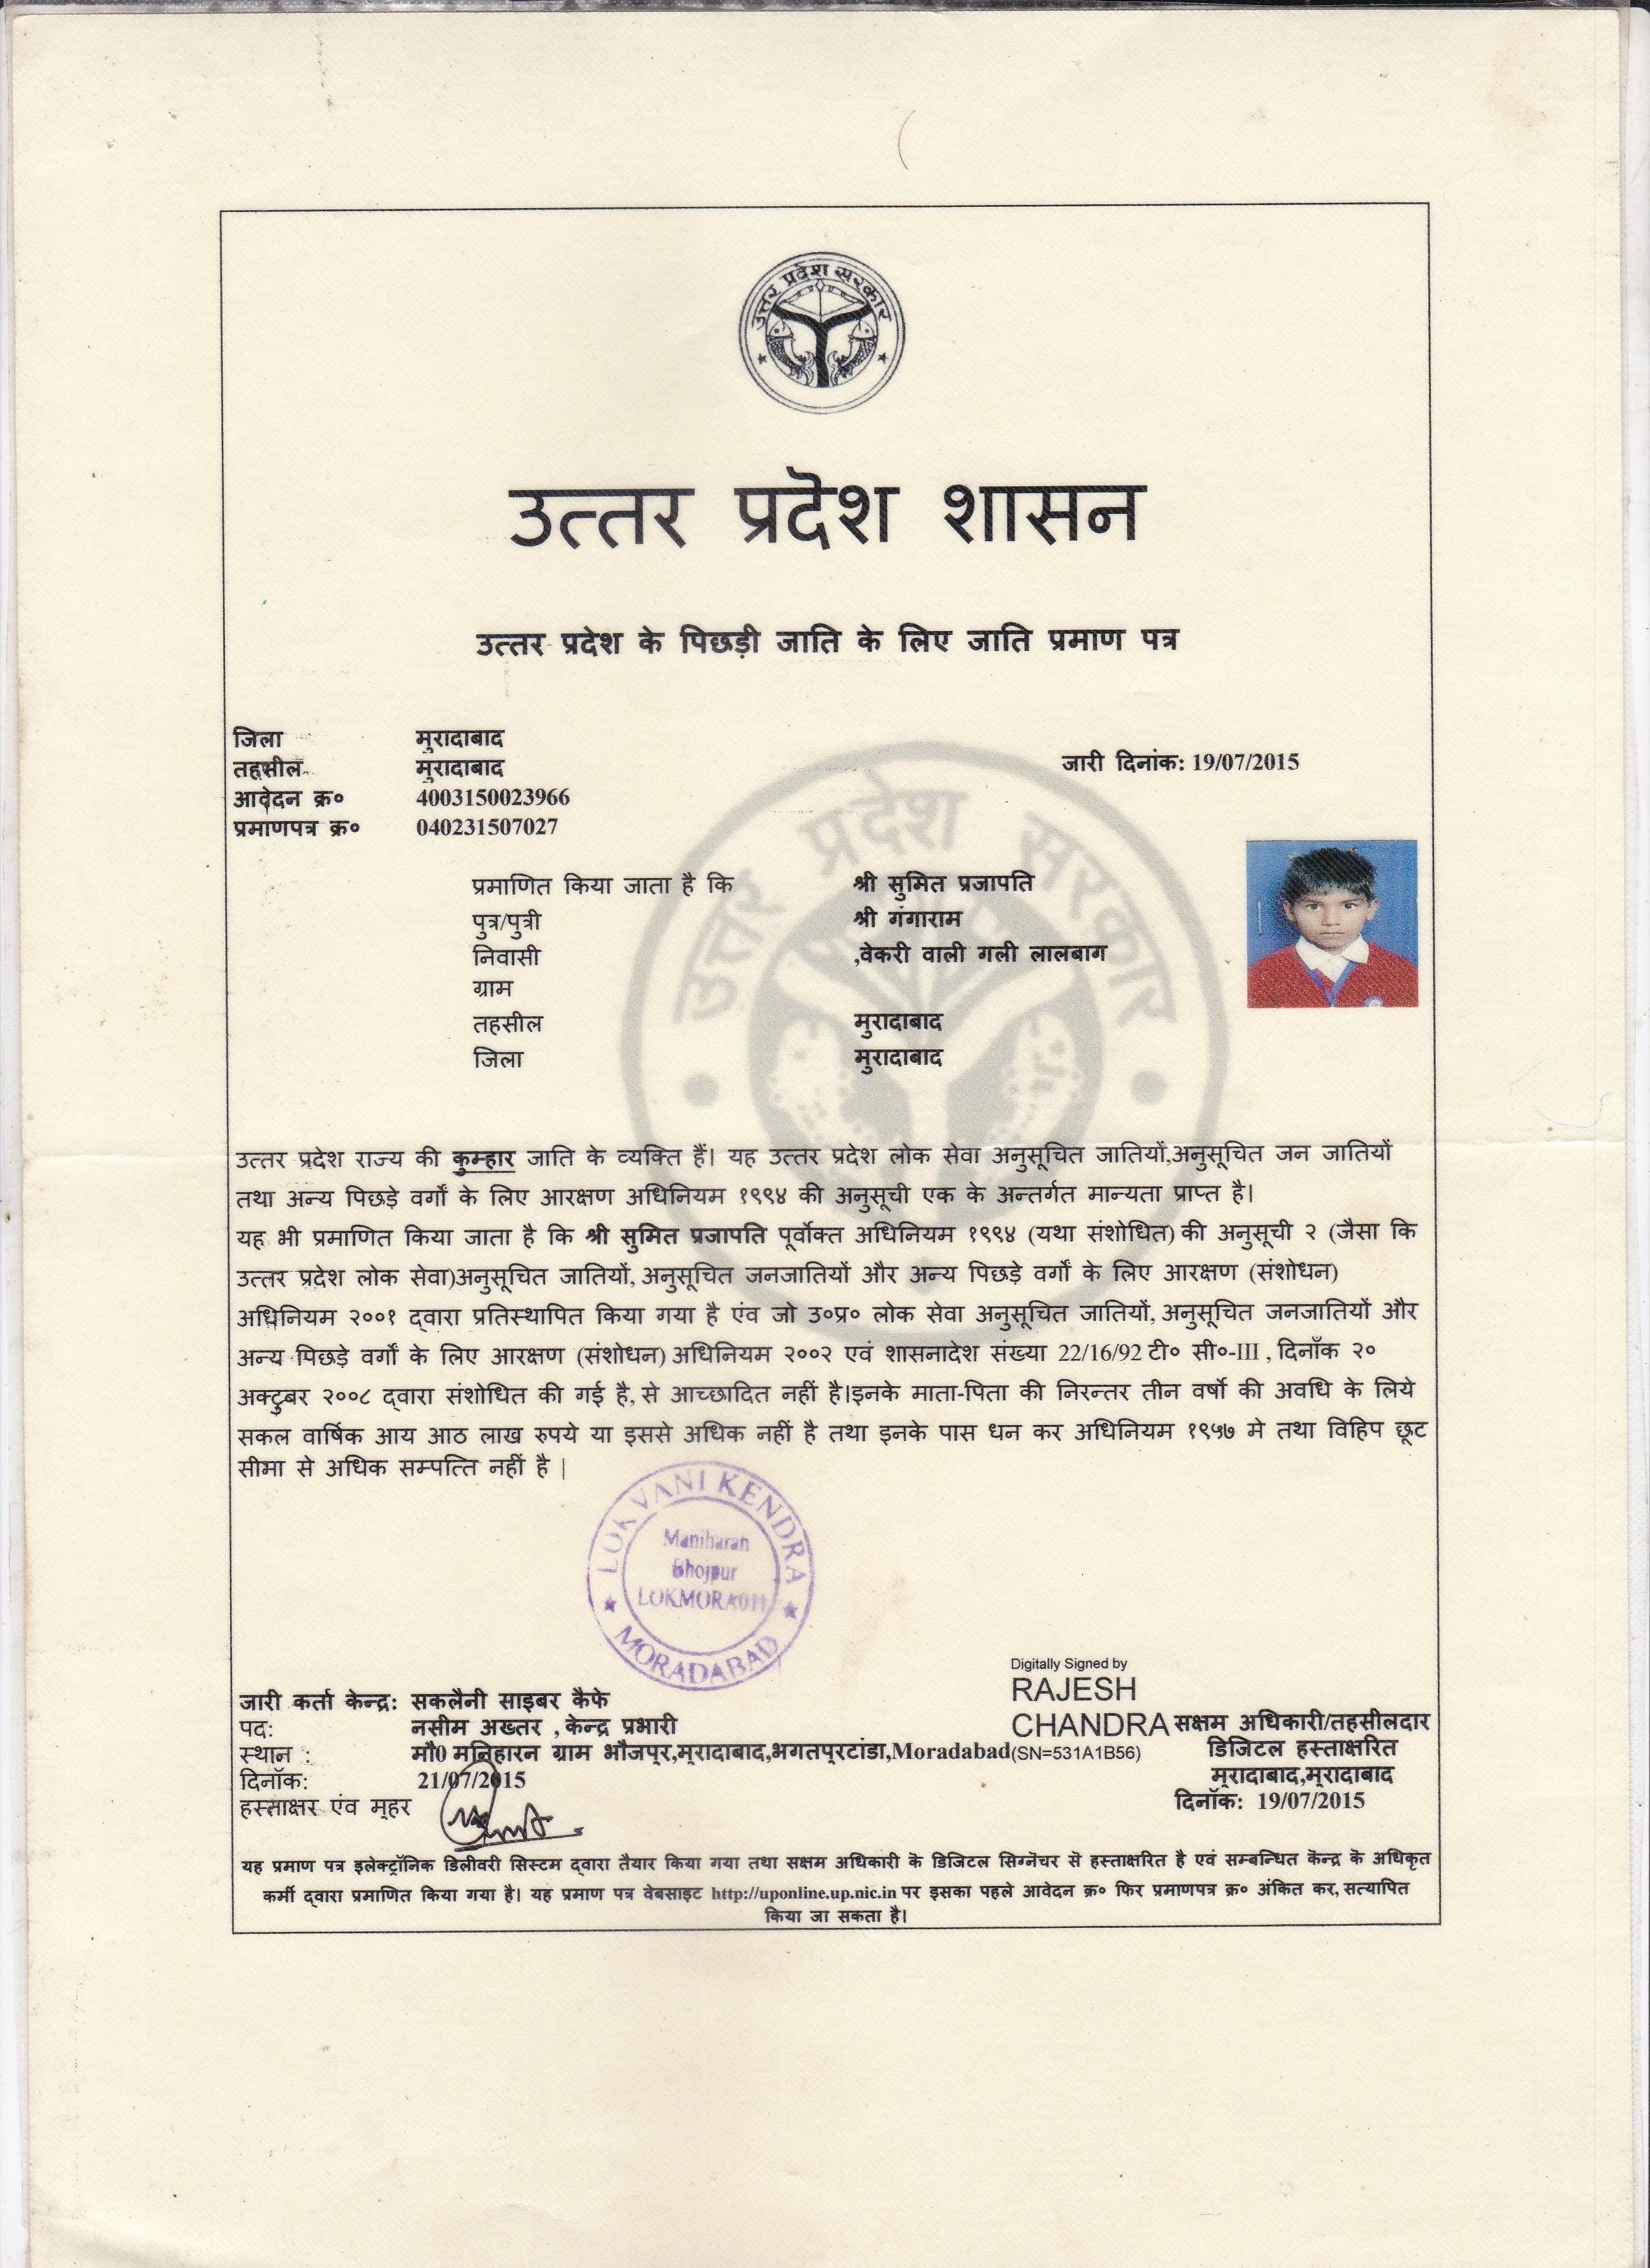 उत्तर प्रदेश सरकार
उत्तर प्रदेश शासन
उत्तर प्रदेश के पिछड़ी जाति के लिए जाति प्रमाण पत्र
जिला मुरादाबाद
तहसील मुरादाबाद
जारी दिनांक: 19/07/2015
आवेदन क्र० 4003150023966
प्रमाणपत्र क्र० 040231507027
प्रमाणित किया जाता है कि श्री सुमित प्रजापति
पुत्र/पुत्री श्री गंगाराम
निवासी ,वेकरी वाली गली लालबाग
ग्राम
तहसील मुरादाबाद
जिला मुरादाबाद
उत्तर प्रदेश सरकार
उत्तर प्रदेश राज्य की कुम्हार जाति के व्यक्ति हैं। यह उत्तर प्रदेश लोक सेवा अनुसूचित जातियों,अनुसूचित जन जातियों
तथा अन्य पिछड़े वर्गों के लिए आरक्षण अधिनियम १९९४ की अनुसूची एक के अन्तर्गत मान्यता प्राप्त है।
यह भी प्रमाणित किया जाता है कि श्री सुमित प्रजापति पूर्वोक्त अधिनियम १९९४ (यथा संशोधित) की अनुसूची २ (जैसा कि
उत्तर प्रदेश लोक सेवा)अनुसूचित जातियों, अनुसूचित जनजातियों और अन्य पिछड़े वर्गों के लिए आरक्षण (संशोधन)
अधिनियम २००१ द्वारा प्रतिस्थापित किया गया है एंव जो उ०प्र० लोक सेवा अनुसूचित जातियों, अनुसूचित जनजातियों और
अन्य पिछड़े वर्गों के लिए आरक्षण (संशोधन) अधिनियम २००२ एवं शासनादेश संख्या 22/16/92 टी० सी०-III , दिनाँक २०
अक्टुबर २००८ द्वारा संशोधित की गई है, से आच्छादित नहीं है।इनके माता-पिता की निरन्तर तीन वर्षो की अवधि के लिये
सकल वार्षिक आय आठ लाख रुपये या इससे अधिक नहीं है तथा इनके पास धन कर अधिनियम १९५७ मे तथा विहिप छूट
सीमा से अधिक सम्पत्ति नहीं है |
LOKVANI KENDRA
Maniharan
Bhojpur
MORADABAD
Digitally Signed by
RAJESH
CHANDRA
(SN=531A1B56)
जारी कर्ता केन्द्र: सकलैनी साइबर कैफे
पद: नसीम अख्तर , केन्द्र प्रभारी
स्थान : मौ0 मनिहारन ग्राम भौजपुर,मुरादाबाद,भगतपुरटांडा,Moradabad
दिनॉक: 21/07/2015
हस्ताक्षर एंव मुहर
सक्षम अधिकारी/तहसीलदार
डिजिटल हस्ताक्षरित
मुरादाबाद,मुरादाबाद
दिनॉक: 19/07/2015
यह प्रमाण पत्र इलेक्ट्रॉनिक डिलीवरी सिस्टम द्वारा तैयार किया गया तथा सक्षम अधिकारी के डिजिटल सिग्नेचर से हस्ताक्षरित है एवं सम्बन्धित केन्द्र के अधिकृत
कर्मी द्वारा प्रमाणित किया गया है। यह प्रमाण पत्र वेबसाइट http://uponline.up.nic.in पर इसका पहले आवेदन क्र० फिर प्रमाणपत्र क्र० अंकित कर, सत्यापित
किया जा सकता है।